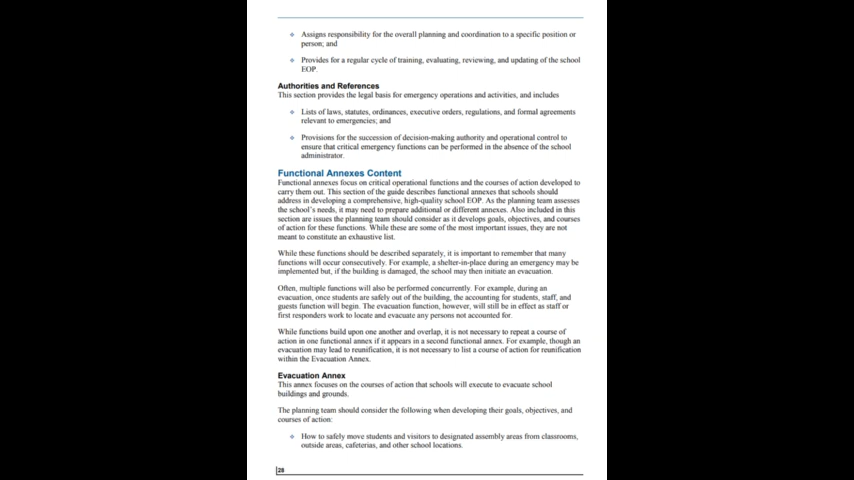 Assigns responsibility for the overall planning and coordination to a specific position or
person; and
Provides for a regular cycle of training, evaluating, reviewing, and updating of the school
EOP.
Authorities and References
This section provides the legal basis for emergency operations and activities, and includes
Lists of laws, statutes, ordinances, executive orders, regulations, and formal agreements
relevant to emergencies; and
Provisions for the succession of decision-making authority and operational control to
ensure that critical emergency functions can be performed in the absence of the school
administrator.
Functional Annexes Content
Functional annexes focus on critical operational functions and the courses of action developed to
carry them out. This section of the guide describes functional annexes that schools should
address in developing a comprehensive, high-quality school EOP. As the planning team assesses
the school's needs, it may need to prepare additional or different annexes. Also included in this
section are issues the planning team should consider as it develops goals, objectives, and courses
of action for these functions. While these are some of the most important issues, they are not
meant to constitute an exhaustive list.
While these functions should be described separately, it is important to remember that many
functions will occur consecutively. For example, a shelter-in-place during an emergency may be
implemented but, if the building is damaged, the school may then initiate an evacuation.
Often, multiple functions will also be performed concurrently. For example, during an
evacuation, once students are safely out of the building, the accounting for students, staff, and
guests function will begin. The evacuation function, however, will still be in effect as staff or
first responders work to locate and evacuate any persons not accounted for.
While functions build upon one another and overlap, it is not necessary to repeat a course of
action in one functional annex if it appears in a second functional annex. For example, though an
evacuation may lead to reunification, it is not necessary to list a course of action for reunification
within the Evacuation Annex.
Evacuation Annex
This annex focuses on the courses of action that schools will execute to evacuate school
buildings and grounds.
The planning team should consider the following when developing their goals, objectives, and
courses of action:
How to safely move students and visitors to designated assembly areas from classrooms,
outside areas, cafeterias, and other school locations.
28